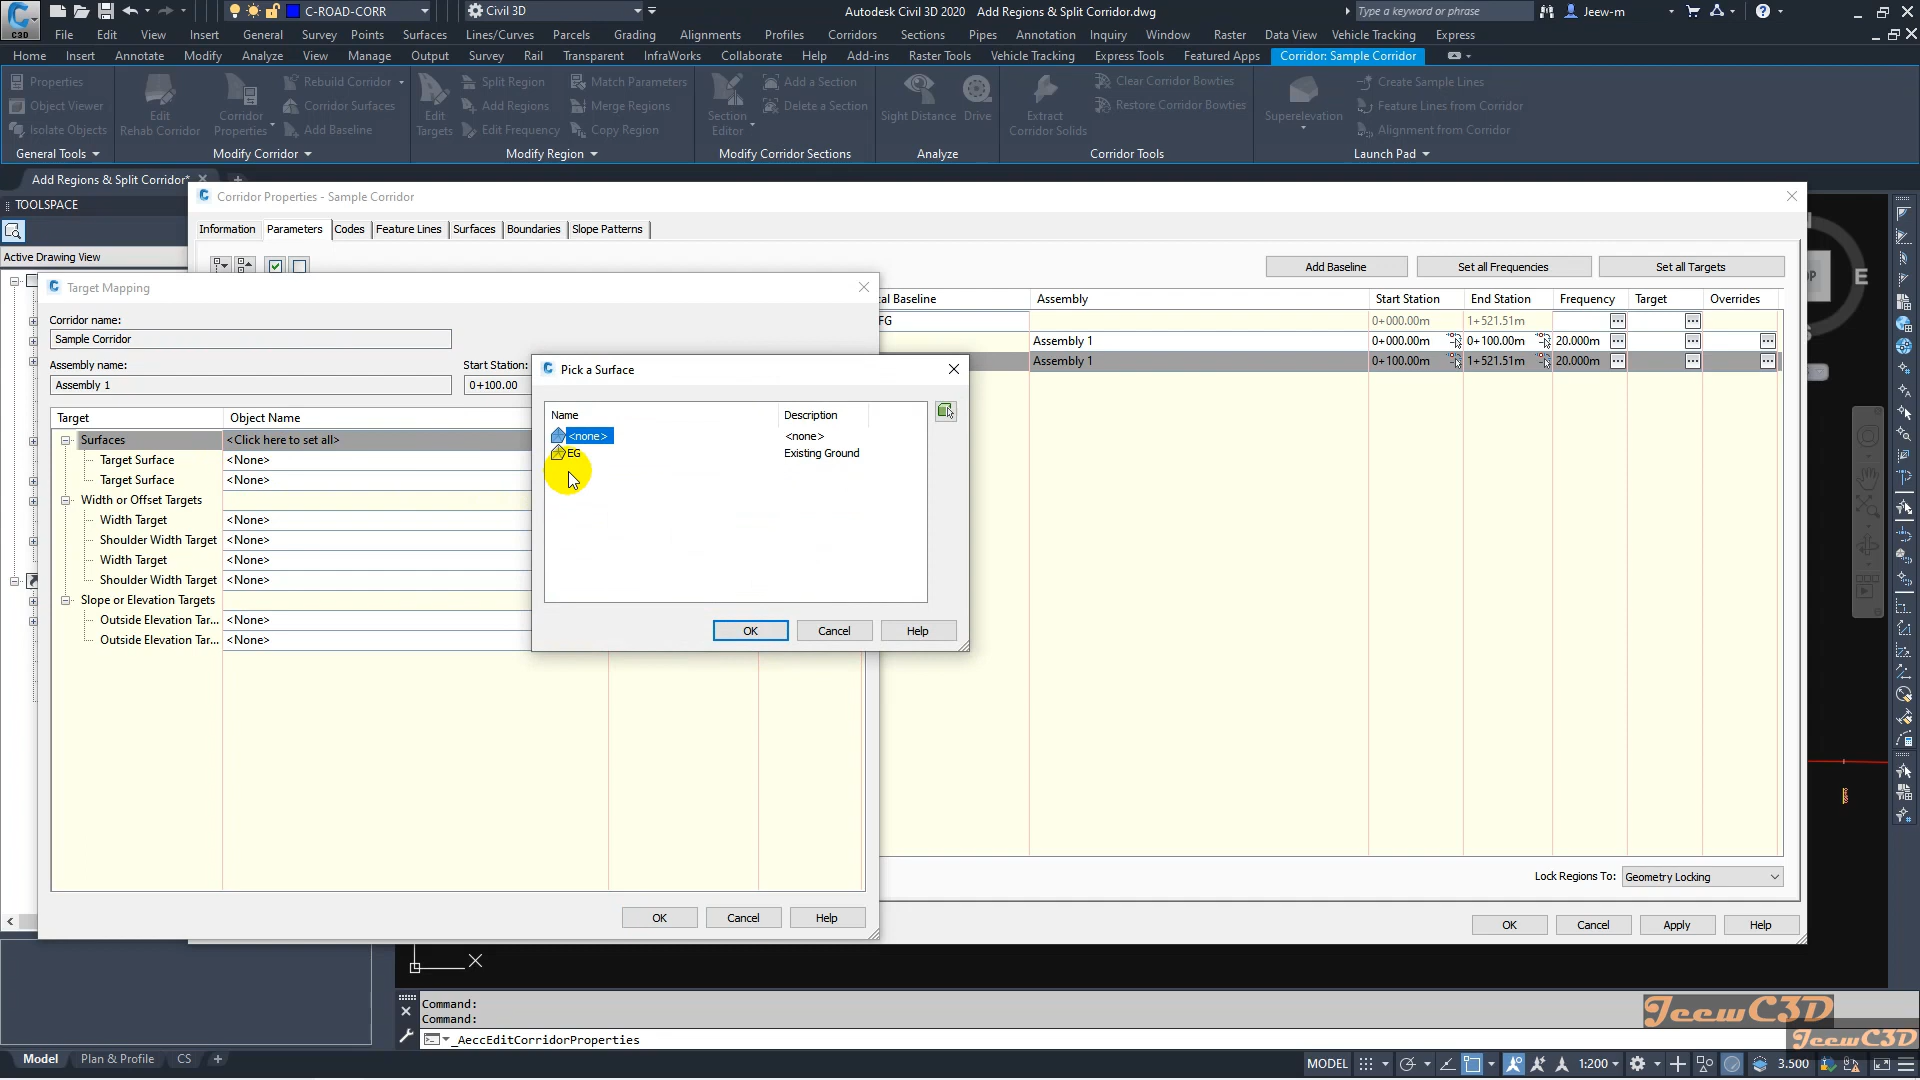 C-ROAD-CORR
Civil 3D
Autodesk Civil 3D 2020 Add Regions & Split Corridor.dwg
Type a keyword or phrase
Jeew-m
C3D
File Edit View Insert General Survey Points Surfaces Lines/Curves Parcels Grading Alignments Profiles Corridors Sections Pipes Annotation Inquiry Window Raster Data View Vehicle Tracking Express
Home Insert Annotate Modify Analyze View Manage Output Survey Rail Transparent InfraWorks Collaborate Help Add-ins Raster Tools Vehicle Tracking Express Tools Featured Apps Corridor: Sample Corridor
Properties
Object Viewer
Isolate Objects
General Tools
Edit
Rehab Corridor
Corridor
Properties
Rebuild Corridor
Corridor Surfaces
Add Baseline
Modify Corridor
Edit
Targets
Split Region
Add Regions
Edit Frequency
Match Parameters
Merge Regions
Copy Region
Modify Region
Section
Editor
Add a Section
Delete a Section
Modify Corridor Sections
Sight Distance Drive
Analyze
Extract
Corridor Solids
Clear Corridor Bowties
Restore Corridor Bowties
Corridor Tools
Superelevation
Create Sample Lines
Feature Lines from Corridor
Alignment from Corridor
Launch Pad
Add Regions & Split Corridor*
TOOLSPACE
Active Drawing View
Corridor Properties - Sample Corridor
Information Parameters Codes Feature Lines Surfaces Boundaries Slope Patterns
Add Baseline Set all Frequencies Set all Targets
al Baseline Assembly Start Station End Station Frequency Target Overrides
FG 0+000.00m 1+521.51m
Assembly 1 0+000.00m 0+100.00m 20.000m
Assembly 1 0+100.00m 1+521.51m 20.000m
Lock Regions To: Geometry Locking
OK Cancel Apply Help
Target Mapping
Corridor name:
Sample Corridor
Assembly name:
Start Station:
Assembly 1
0+100.00
Target Object Name
Surfaces <Click here to set all>
Target Surface <None>
Target Surface <None>
Width or Offset Targets
Width Target <None>
Shoulder Width Target <None>
Width Target <None>
Shoulder Width Target <None>
Slope or Elevation Targets
Outside Elevation Tar... <None>
Outside Elevation Tar... <None>
OK Cancel Help
Pick a Surface
Name Description
<none> <none>
EG Existing Ground
OK Cancel Help
E
Command:
Command:
_AeccEditCorridorProperties
JeewC3D
JeewC3D
Model Plan & Profile CS +
MODEL 1:200 3.500